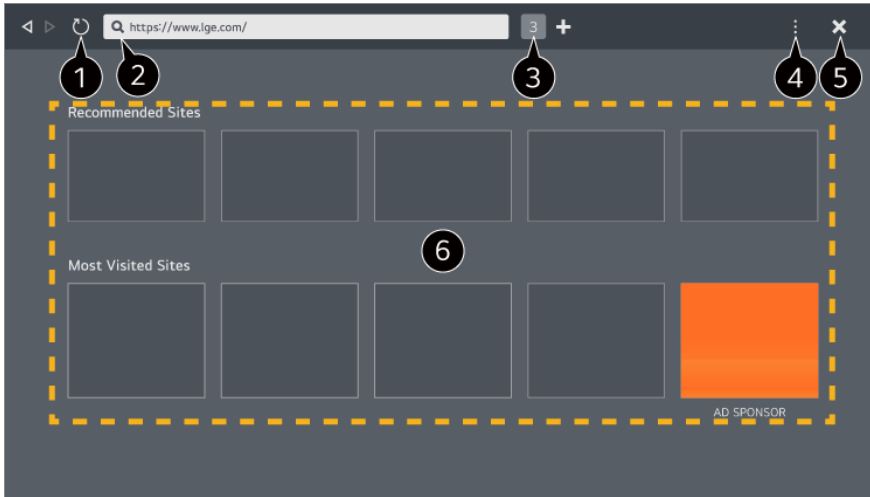 https://www.lge.com/ 3
1 2 3 4 5
Recommended Sites
6
Most Visited Sites
AD SPONSOR